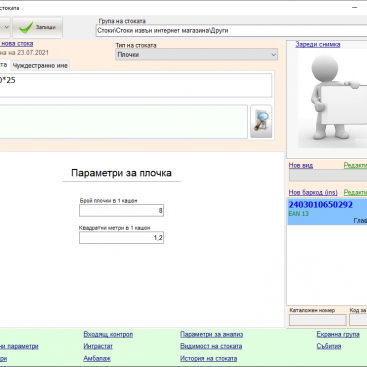 стоката
Запиши
Група на стоката
Стоки\Стоки извън интернет магазина\Други
нова стока
на на 23.07.2021
Тип на стоката
Плочки
Зареди снимка
та
Чуждестранно име
0*25
Параметри за плочка
Брой плочки в 1 кашон
8
Квадратни метри в 1 кашон
1,2
Нов вид
Редакти
Нов баркод (ins)
Редакти
2403010650292
EAN 13
Глав
Каталожен номер
Код за
Входящ контрол
Параметри за анализ
Екранна група
ни параметри
Интрастат
Видимост на стоката
Събития
ри
Амбалаж
История на стоката